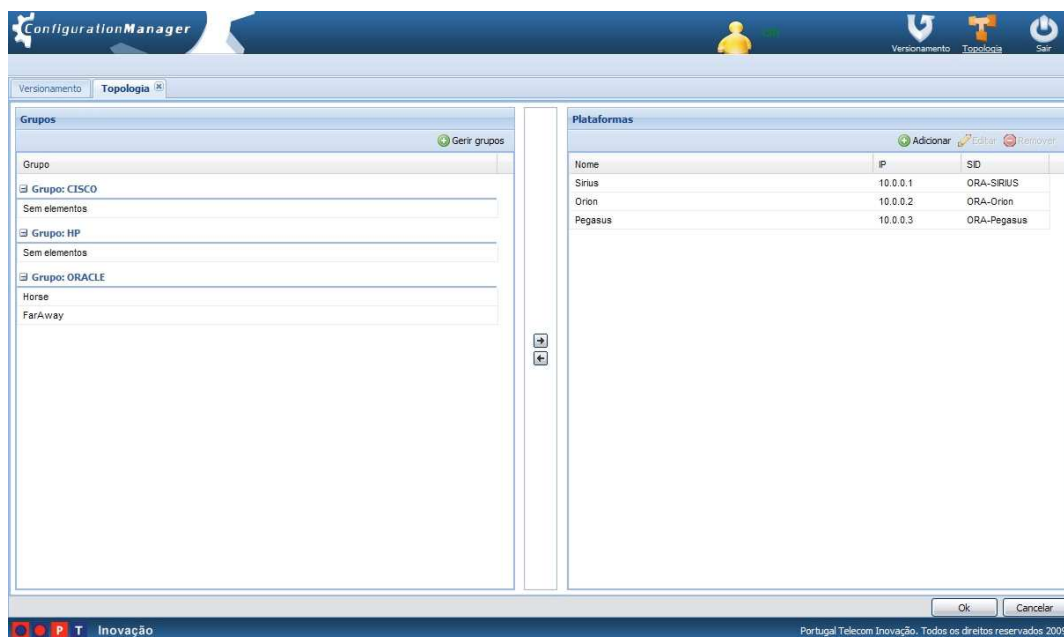 ConfigurationManager
Versionamento Topologia Sair
Versionamento Topologia
Grupos
Gerir grupos
Grupo
Grupo: CISCO
Sem elementos
Grupo: HP
Sem elementos
Grupo: ORACLE
Horse
FarAway
Plataformas
Adicionar Editar Remover
Nome IP SID
Sirius 10.0.0.1 ORA-SIRIUS
Orion 10.0.0.2 ORA-Orion
Pegasus 10.0.0.3 ORA-Pegasus
Ok Cancelar
P T Inovação
Portugal Telecom Inovação. Todos os direitos reservados 2009